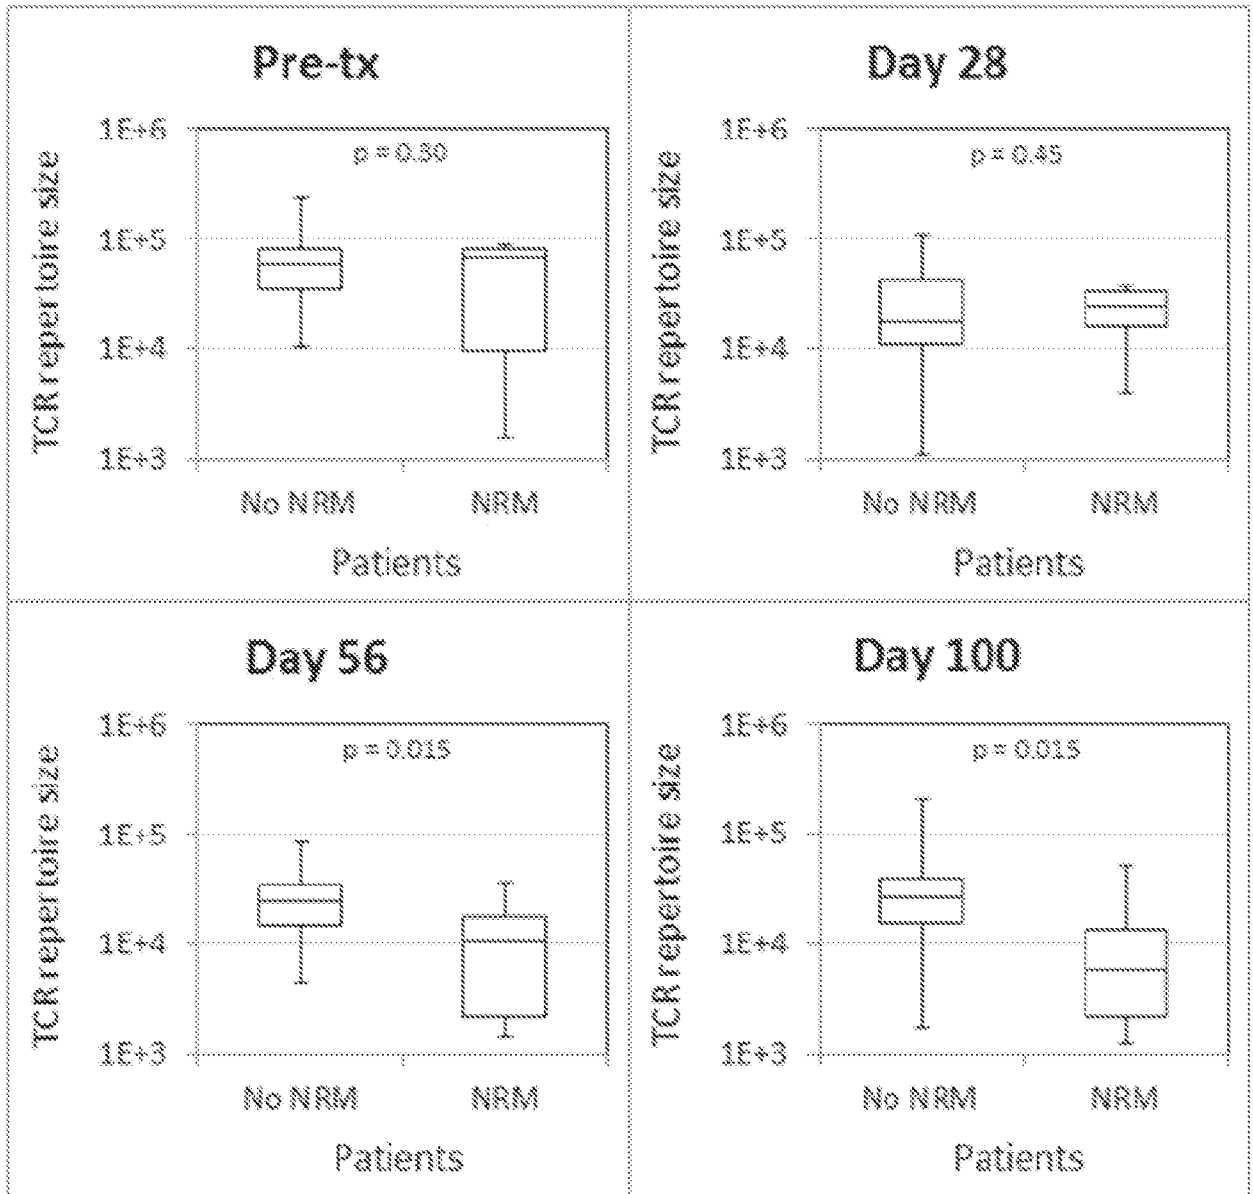 Pre-tx
1E+6
p = 0.30
1E+5
1E+4
1E+3
TCR repertoire size
No NRM
NRM
Patients
Day 28
1E+6
p = 0.45
1E+5
1E+4
1E+3
TCR repertoire size
No NRM
NRM
Patients
Day 56
1E+6
p = 0.015
1E+5
1E+4
1E+3
TCR repertoire size
No NRM
NRM
Patients
Day 100
1E+6
p = 0.015
1E+5
1E+4
1E+3
TCR repertoire size
No NRM
NRM
Patients